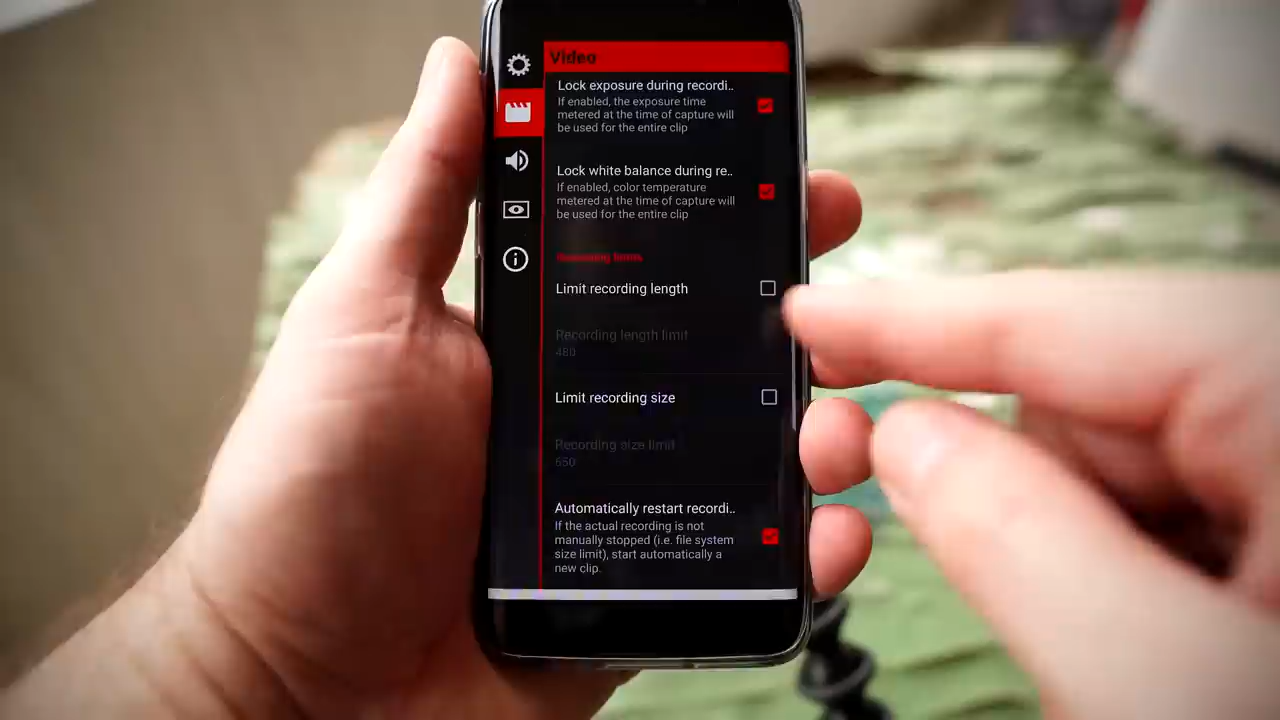 Video
Lock exposure during recordi..
If enabled, the exposure time
metered at the time of capture will
be used for the entire clip
Lock white balance during re..
If enabled, color temperature
metered at the time of capture will
be used for the entire clip
Recording limits
Limit recording length
Recording length limit
480
Limit recording size
Recording size limit
550
Automatically restart recordi..
If the actual recording is not
manually stopped (i.e. file system
size limit), start automatically a
new clip.